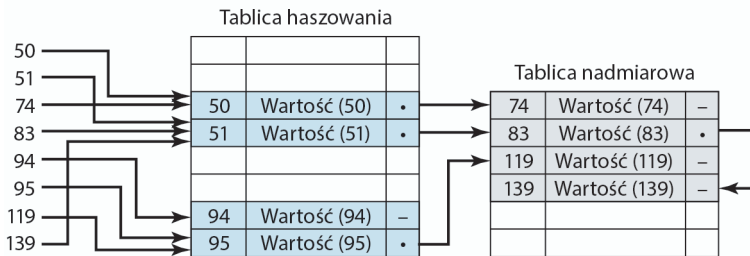 Tablica haszowania
50
51
74
83
94
95
119
139
50 Wartość (50) •
51 Wartość (51) •
94 Wartość (94) –
95 Wartość (95) •
Tablica nadmiarowa
74 Wartość (74) –
83 Wartość (83) •
119 Wartość (119) –
139 Wartość (139) –